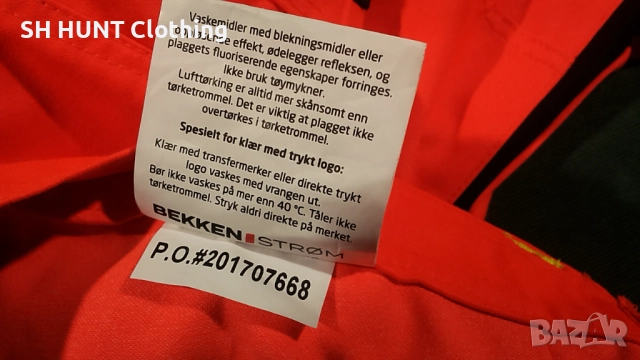 SH HUNT Clothing
Vaskemidler med blekningsmidler eller
effekt, ødelegger refleksen, og
plaggets fluoriserende egenskaper forringes.
Ikke bruk tøymykner.
Lufttørking er alltid mer skånsomt enn
tørketrommel. Det er viktig at plagget ikke
overtørkes i tørketrommel.
Spesielt for klær med trykt logo:
Klær med transfermerker eller direkte trykt
logo vaskes med vrangen ut.
Bør ikke vaskes på mer enn 40 °C. Tåler ikke
tørketrommel. Stryk aldri direkte på merket.
BEKKEN STRØM
P.O.#201707668
BAZAR